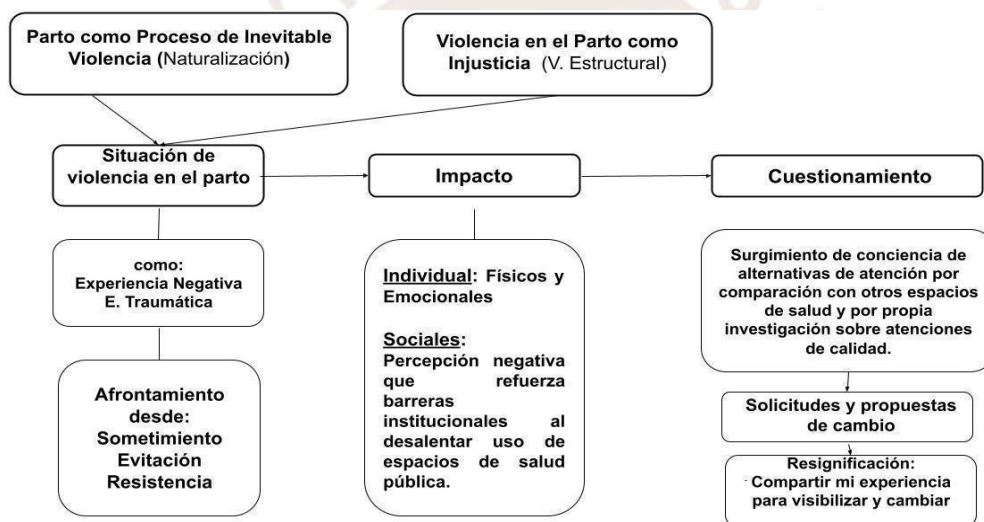 Parto como Proceso de Inevitable
Violencia (Naturalización)
Violencia en el Parto como
Injusticia (V. Estructural)
Situación de
violencia en el parto
Impacto
Cuestionamiento
como:
Experiencia Negativa
E. Traumática
Individual: Físicos y
Emocionales
Sociales:
Percepción negativa
que refuerza
barreras
institucionales al
desalentar uso de
espacios de salud
pública.
Surgimiento de conciencia de
alternativas de atención por
comparación con otros espacios
de salud y por propia
investigación sobre atenciones
de calidad.
Afrontamiento
desde:
Sometimiento
Evitación
Resistencia
Solicitudes y propuestas
de cambio
Resignificación:
Compartir mi experiencia
para visibilizar y cambiar